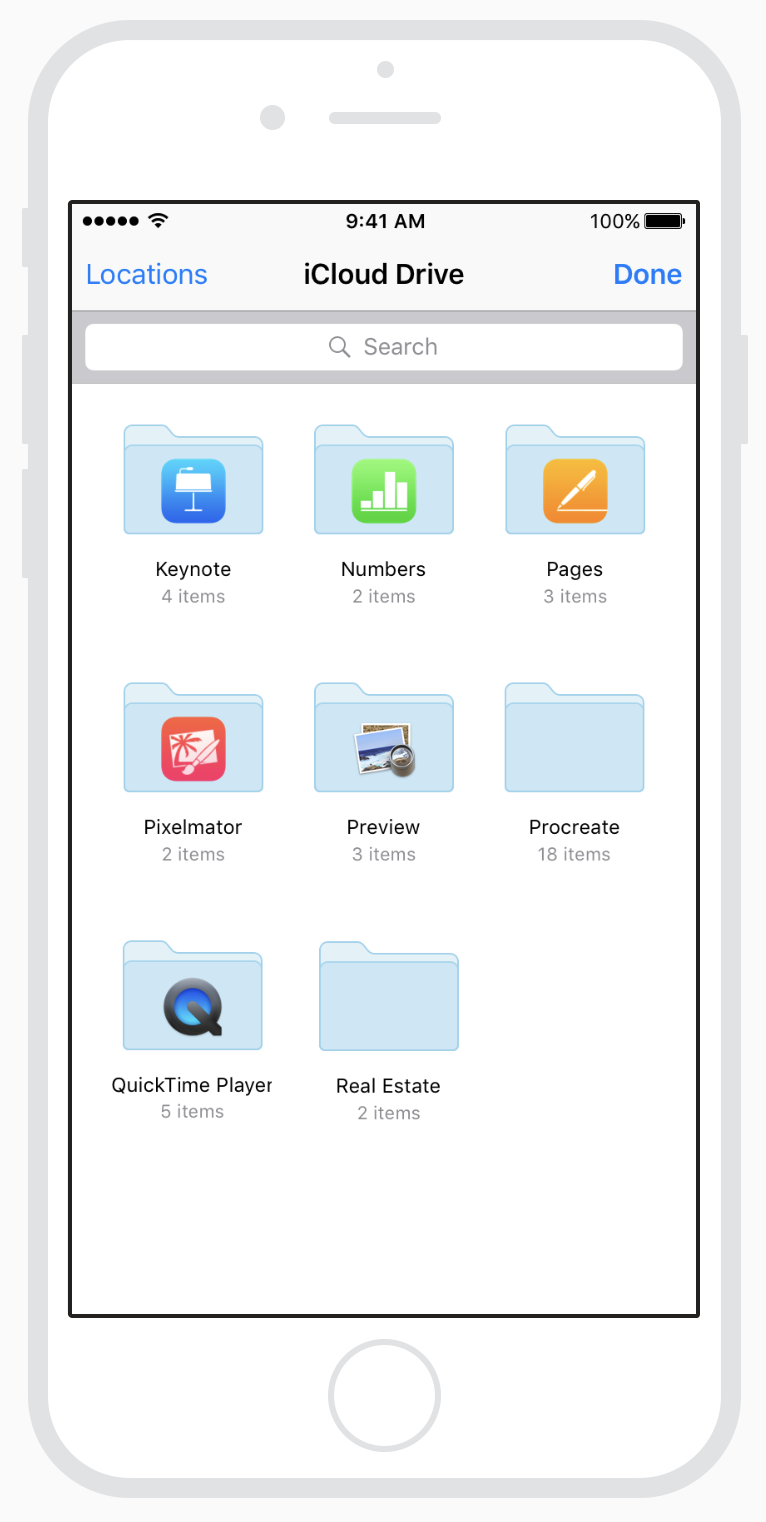 9:41 AM 100%
Locations iCloud Drive Done
Search
Keynote Numbers Pages
4 items 2 items 3 items
Pixelmator Preview Procreate
2 items 3 items 18 items
QuickTime Player Real Estate
5 items 2 items